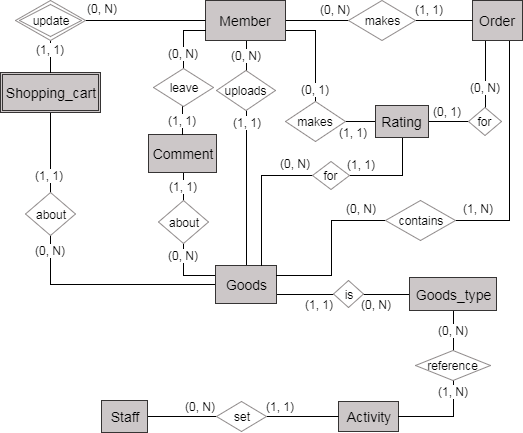 update
(0, N)
Member
(0, N)
makes
(1, 1)
Order
(1, 1)
(0, N)
(0, N)
(0, 1)
(0, N)
Shopping_cart
leave
uploads
(1, 1)
(1, 1)
makes
(1, 1)
Rating
(0, 1)
for
Comment
(1, 1)
(1, 1)
(0, N)
for
(1, 1)
about
about
(0, N)
contains
(1, N)
(0, N)
(0, N)
Goods
(1, 1)
is
(0, N)
Goods_type
(0, N)
reference
(1, N)
Staff
(0, N)
set
(1, 1)
Activity